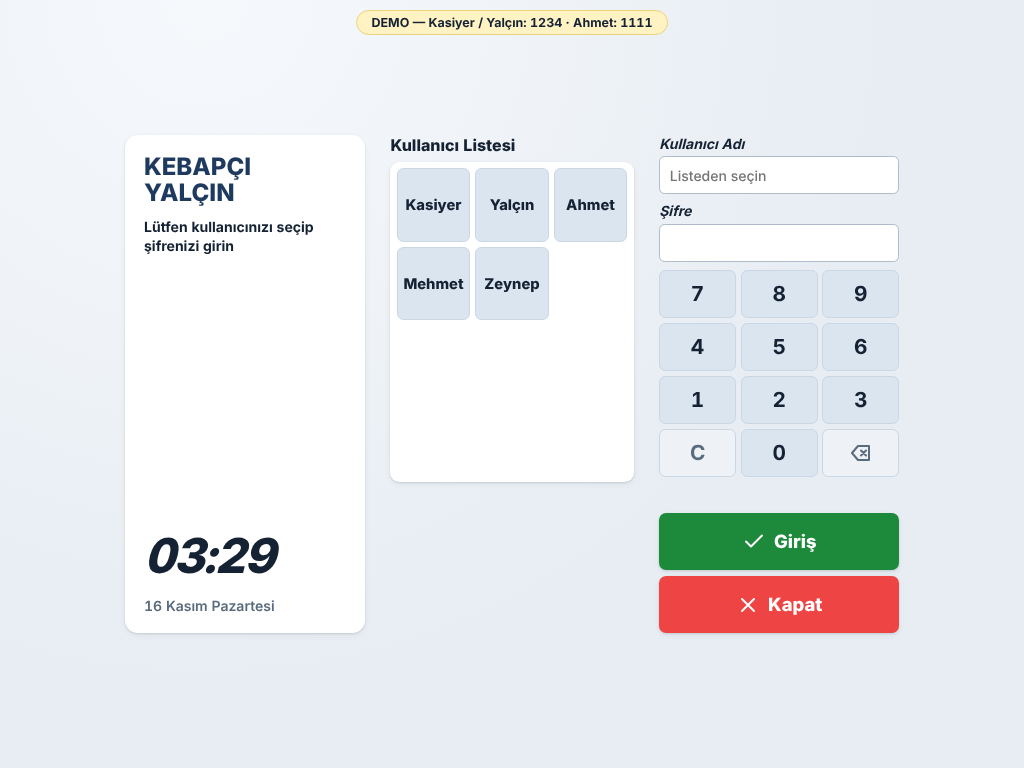 DEMO — Kasiyer / Yalçın: 1234 · Ahmet: 1111
KEBAPÇI
YALÇIN
Lütfen kullanıcınızı seçip
şifrenizi girin
03:29
16 Kasım Pazartesi
Kullanıcı Listesi
Kasiyer
Yalçın
Ahmet
Mehmet
Zeynep
Kullanıcı Adı
Listeden seçin
Şifre
7 8 9
4 5 6
1 2 3
C 0
Giriş
Kapat